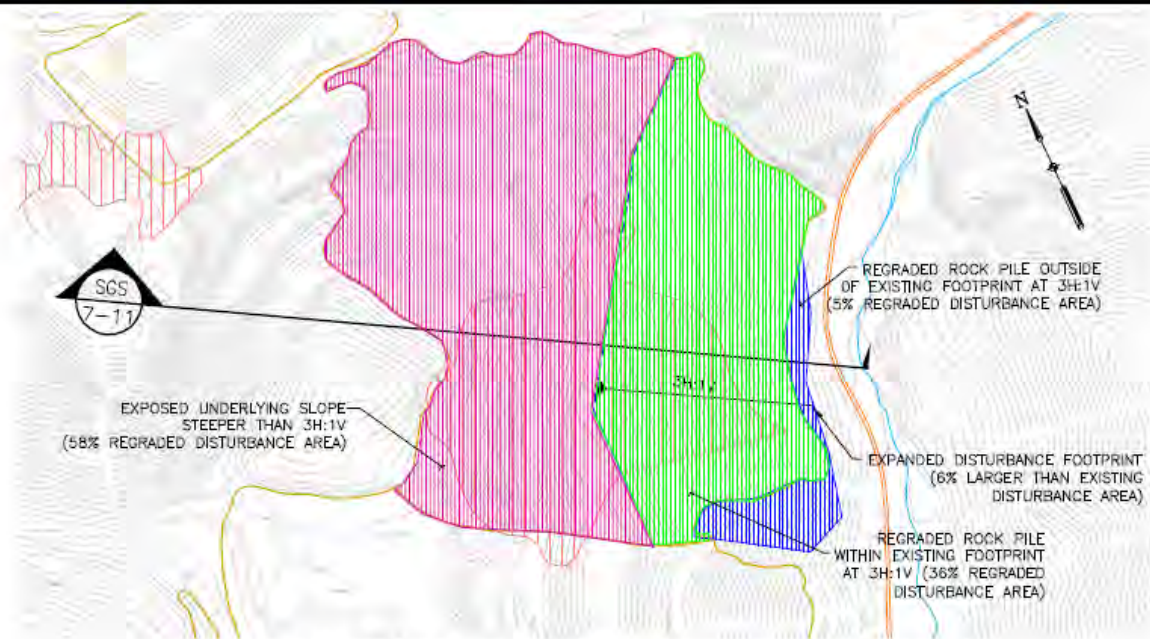 N
SGS
7-11
REGRADED ROCK PILE OUTSIDE
OF EXISTING FOOTPRINT AT 3H:1V
(5% REGRADED DISTURBANCE AREA)
3H:1V
EXPOSED UNDERLYING SLOPE
STEEPER THAN 3H:1V
(58% REGRADED DISTURBANCE AREA)
EXPANDED DISTURBANCE FOOTPRINT
(6% LARGER THAN EXISTING
DISTURBANCE AREA)
REGRADED ROCK PILE
WITHIN EXISTING FOOTPRINT
AT 3H:1V (36% REGRADED
DISTURBANCE AREA)